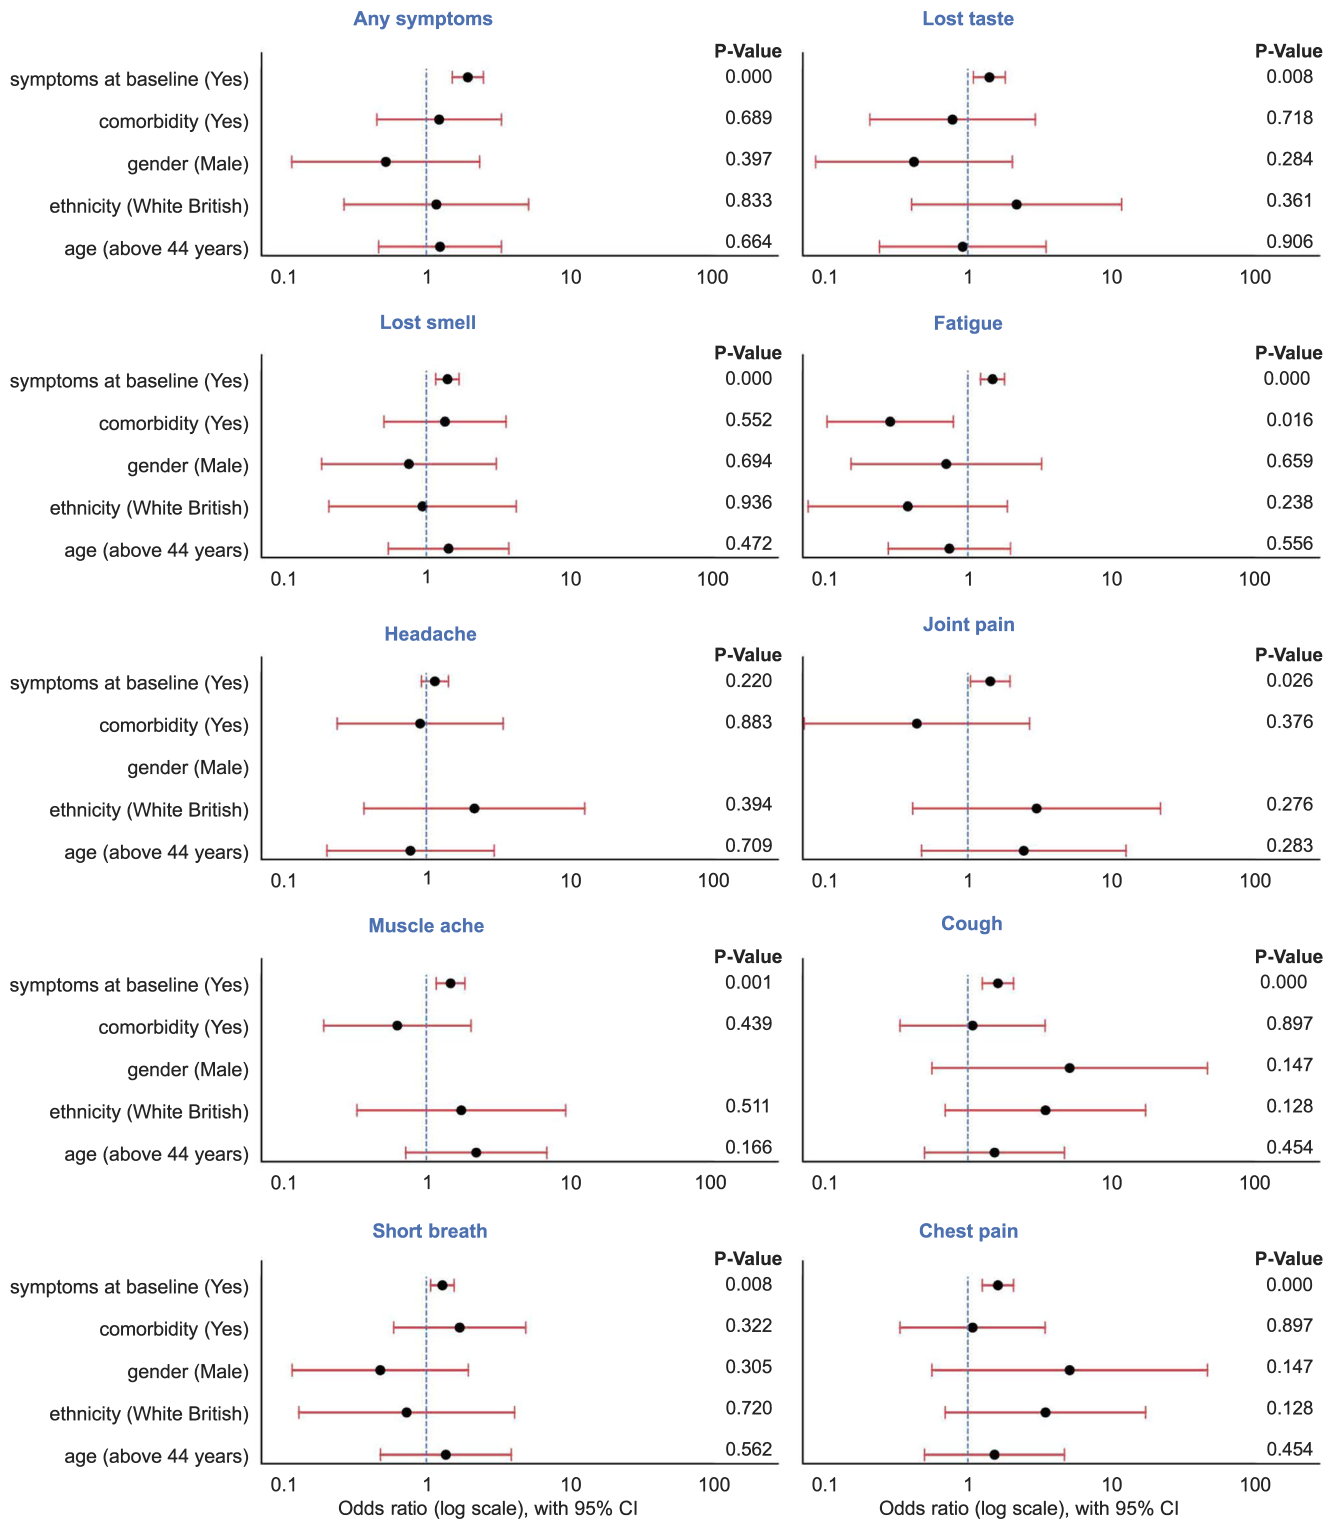 Any symptoms
P-Value
symptoms at baseline (Yes) 0.000
comorbidity (Yes) 0.689
gender (Male) 0.397
ethnicity (White British) 0.833
age (above 44 years) 0.664
0.1 1 10 100
Lost taste
P-Value
0.008
0.718
0.284
0.361
0.906
0.1 1 10 100
Lost smell
P-Value
symptoms at baseline (Yes) 0.000
comorbidity (Yes) 0.552
gender (Male) 0.694
ethnicity (White British) 0.936
age (above 44 years) 0.472
0.1 1 10 100
Fatigue
P-Value
0.000
0.016
0.659
0.238
0.556
0.1 1 10 100
Headache
P-Value
symptoms at baseline (Yes) 0.220
comorbidity (Yes) 0.883
gender (Male)
ethnicity (White British) 0.394
age (above 44 years) 0.709
0.1 1 10 100
Joint pain
P-Value
0.026
0.376
0.276
0.283
0.1 1 10 100
Muscle ache
P-Value
symptoms at baseline (Yes) 0.001
comorbidity (Yes) 0.439
gender (Male)
ethnicity (White British) 0.511
age (above 44 years) 0.166
0.1 1 10 100
Cough
P-Value
0.000
0.897
0.147
0.128
0.454
0.1 1 10 100
Short breath
P-Value
symptoms at baseline (Yes) 0.008
comorbidity (Yes) 0.322
gender (Male) 0.305
ethnicity (White British) 0.720
age (above 44 years) 0.562
0.1 1 10 100
Odds ratio (log scale), with 95% CI
Chest pain
P-Value
0.000
0.897
0.147
0.128
0.454
0.1 1 10 100
Odds ratio (log scale), with 95% CI